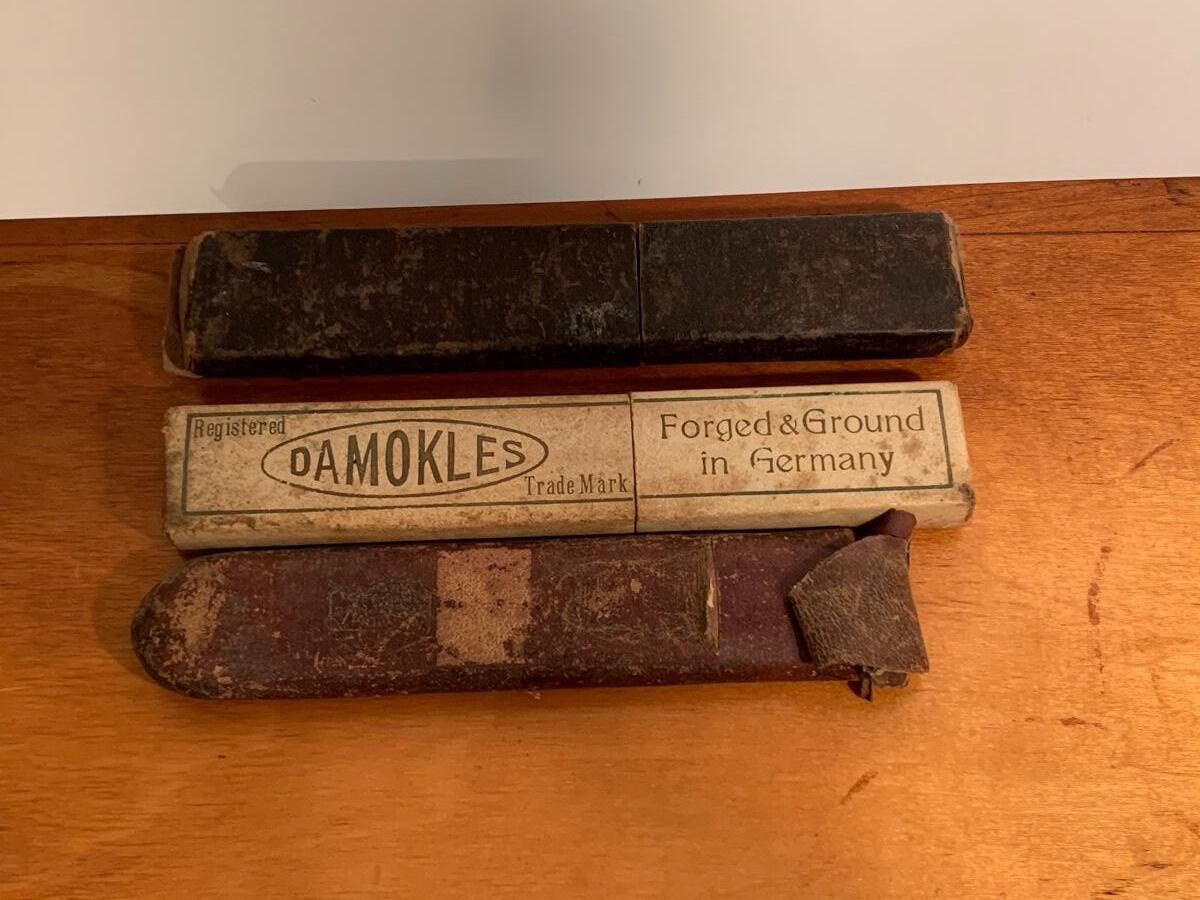 Registered
DAMOKLES
Trade Mark
Forged & Ground
in Germany